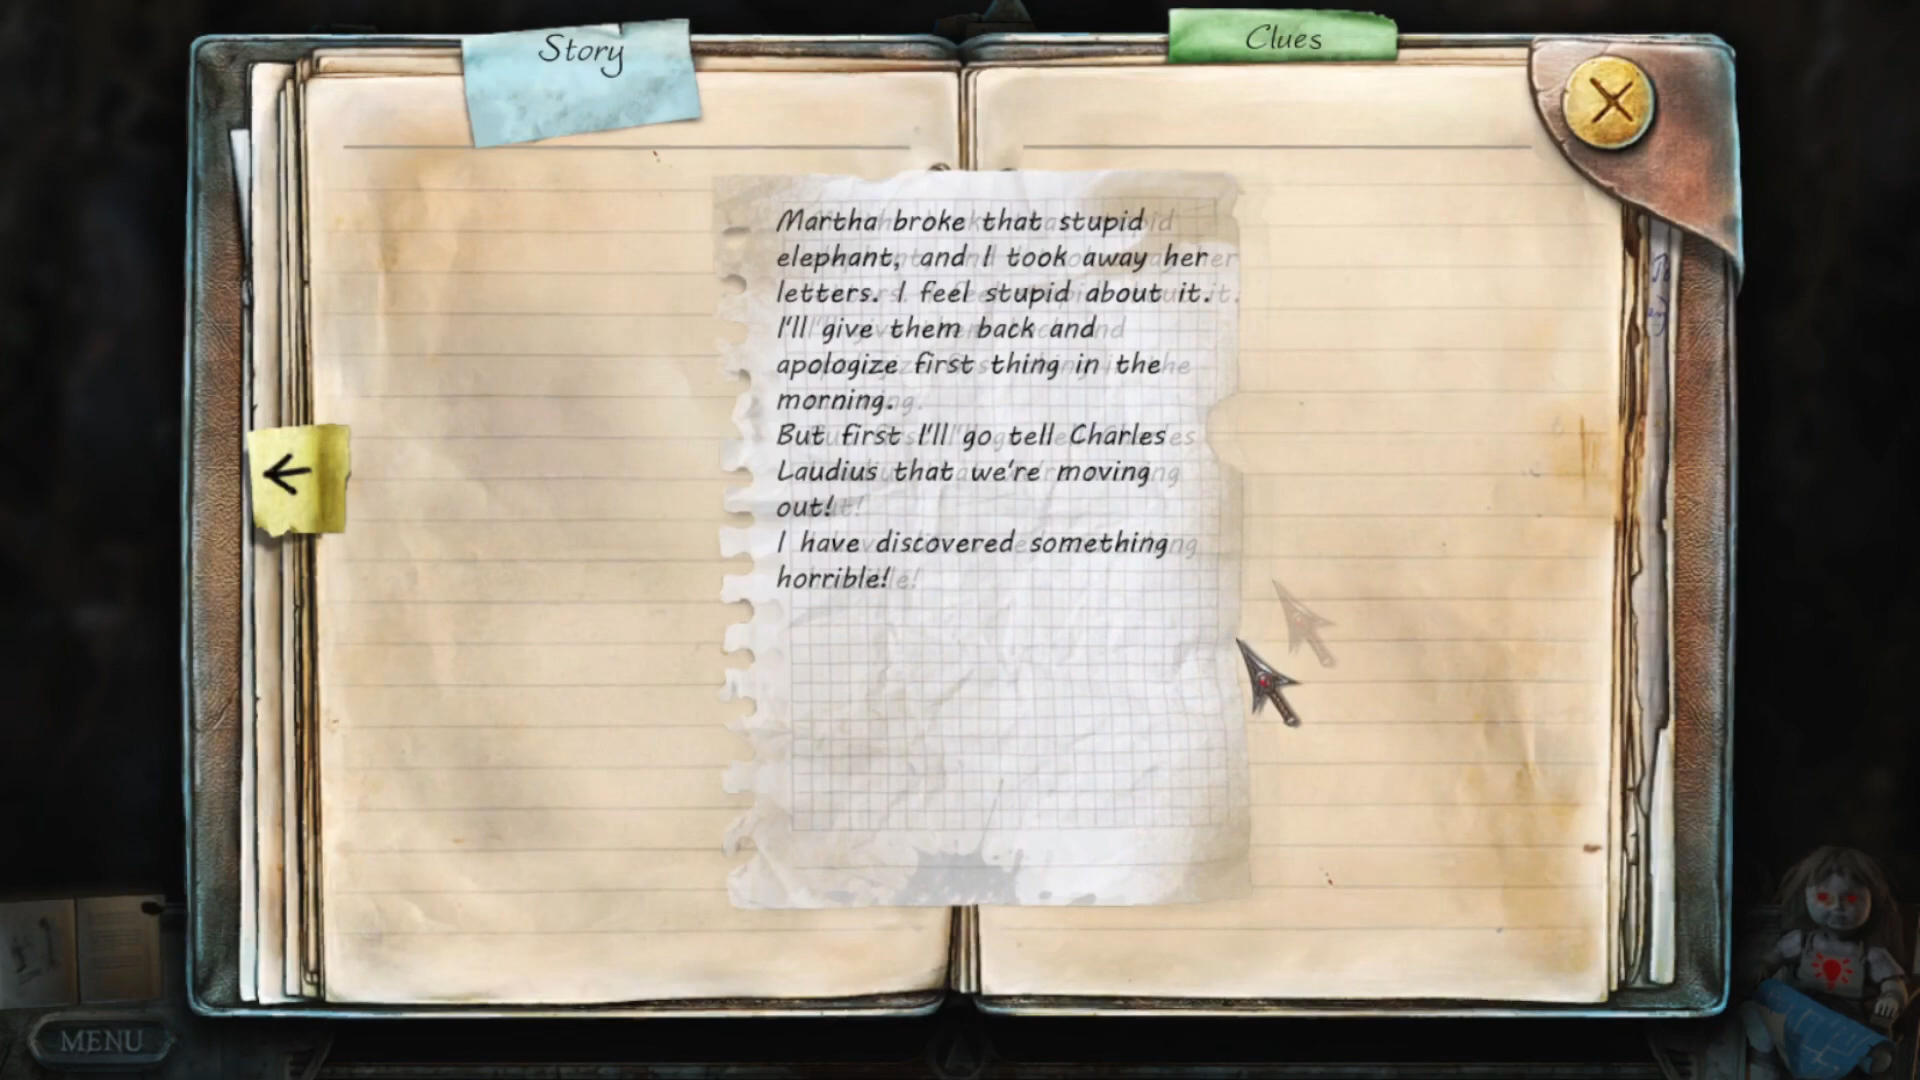 Story
Clues
Martha broke that stupid
elephant, and I took away her
letters. I feel stupid about it.
I'll give them back and
apologize first thing in the
morning.
But first I'll go tell Charles
Laudius that we're moving
out!
I have discovered something
horrible!
MENU